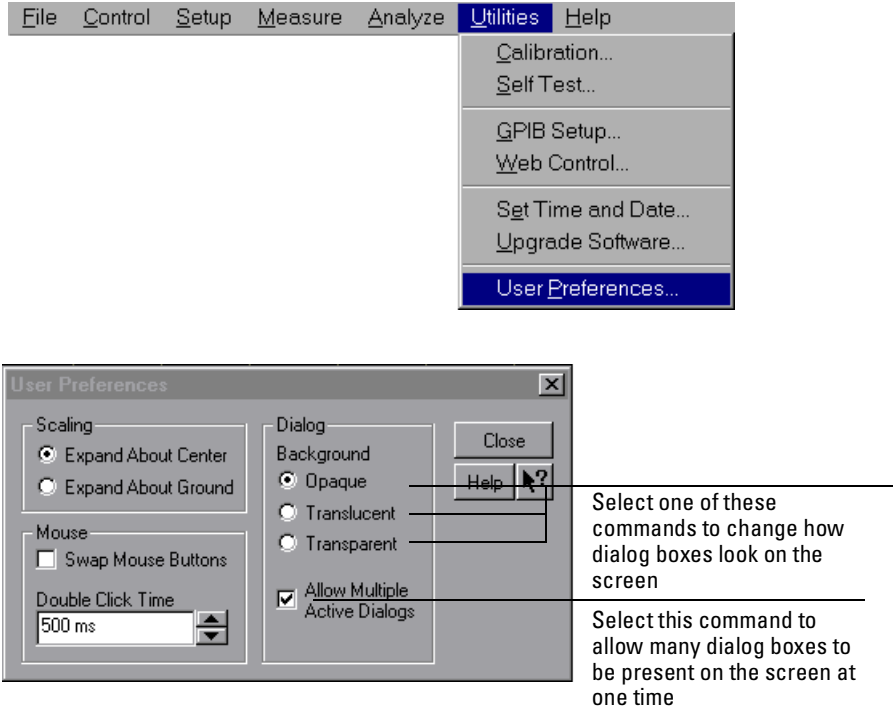 File Control Setup Measure Analyze Utilities Help
Calibration...
Self Test...
GPIB Setup...
Web Control...
Set Time and Date...
Upgrade Software...
User Preferences...
User Preferences
Scaling
Expand About Center
Expand About Ground
Mouse
Swap Mouse Buttons
Double Click Time
500 ms
Dialog
Background
Opaque
Translucent
Transparent
Allow Multiple
Active Dialogs
Close
Help ?
Select one of these
commands to change how
dialog boxes look on the
screen
Select this command to
allow many dialog boxes to
be present on the screen at
one time